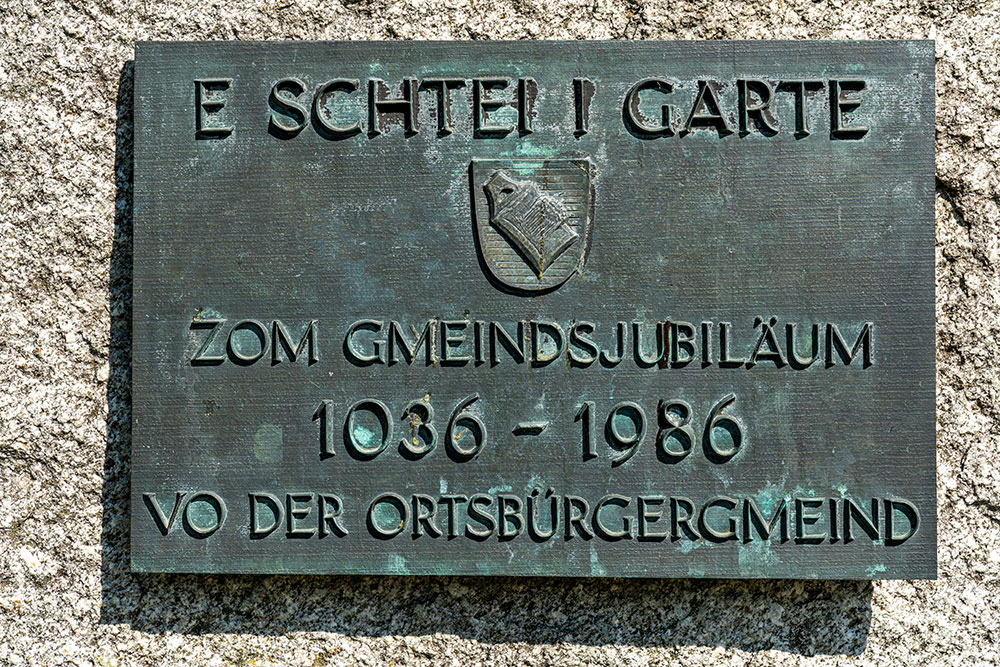 E SCHTEI I GARTE
ZOM GMEINDSJUBILÄUM
1036 - 1986
VO DER ORTSBÜRGERGMEIND